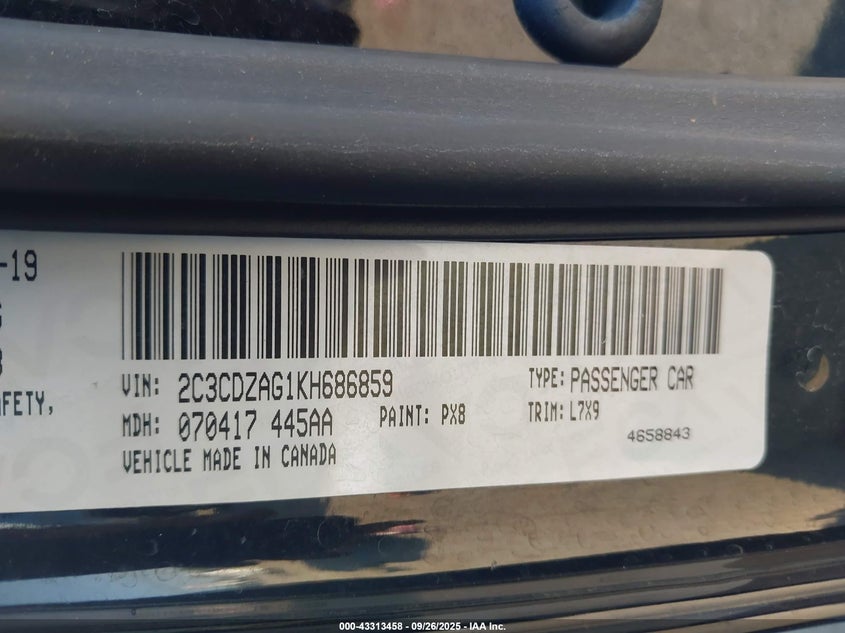 -19
AFETY,
VIN: 2C3CDZAG1KH686859 TYPE: PASSENGER CAR
MDH: 070417 445AA PAINT: PX8 TRIM: L7X9
VEHICLE MADE IN CANADA 4658843
000-43313458 - 09/26/2025 - IAA Inc.